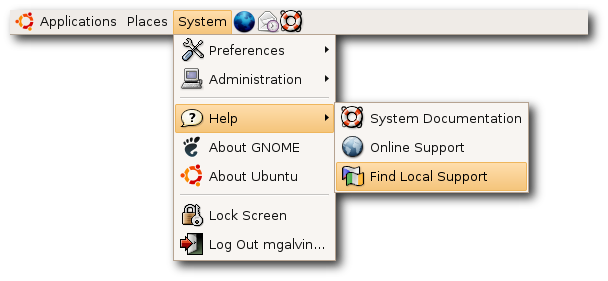 Applications Places System
Preferences
Administration
Help
System Documentation
About GNOME
Online Support
About Ubuntu
Find Local Support
Lock Screen
Log Out mgalvin...